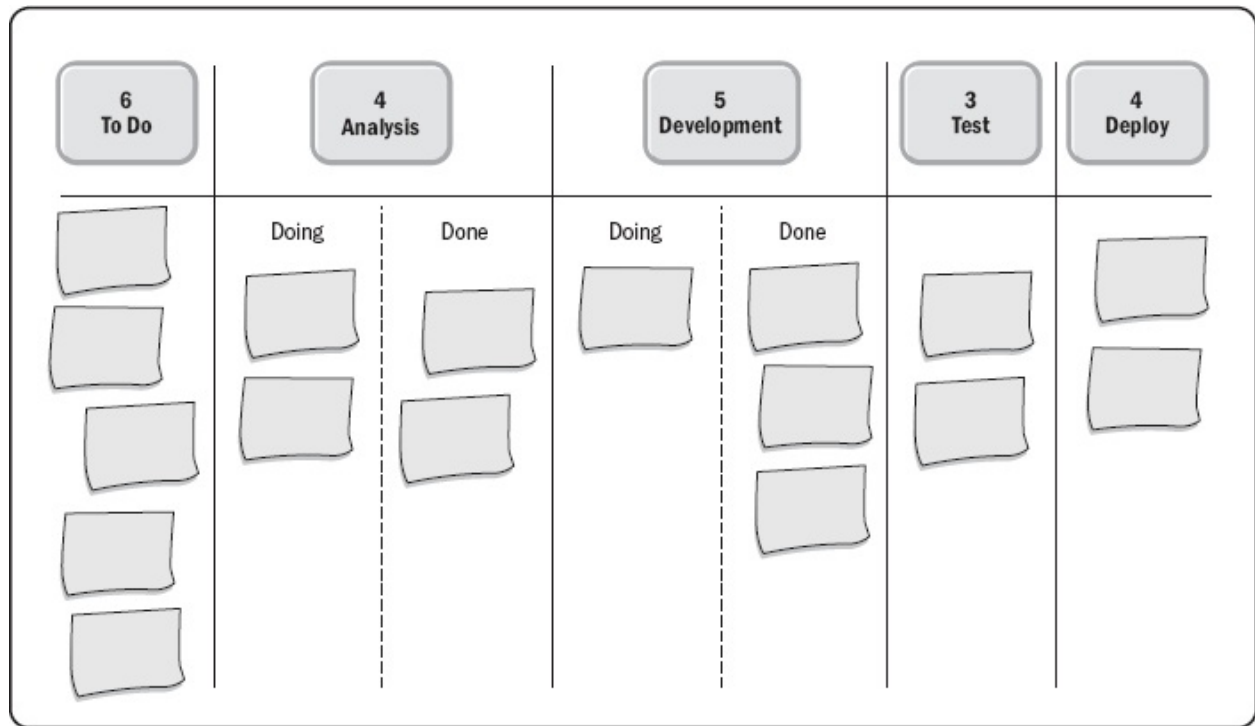 6
To Do
4
Analysis
5
Development
3
Test
4
Deploy
Doing
Done
Doing
Done